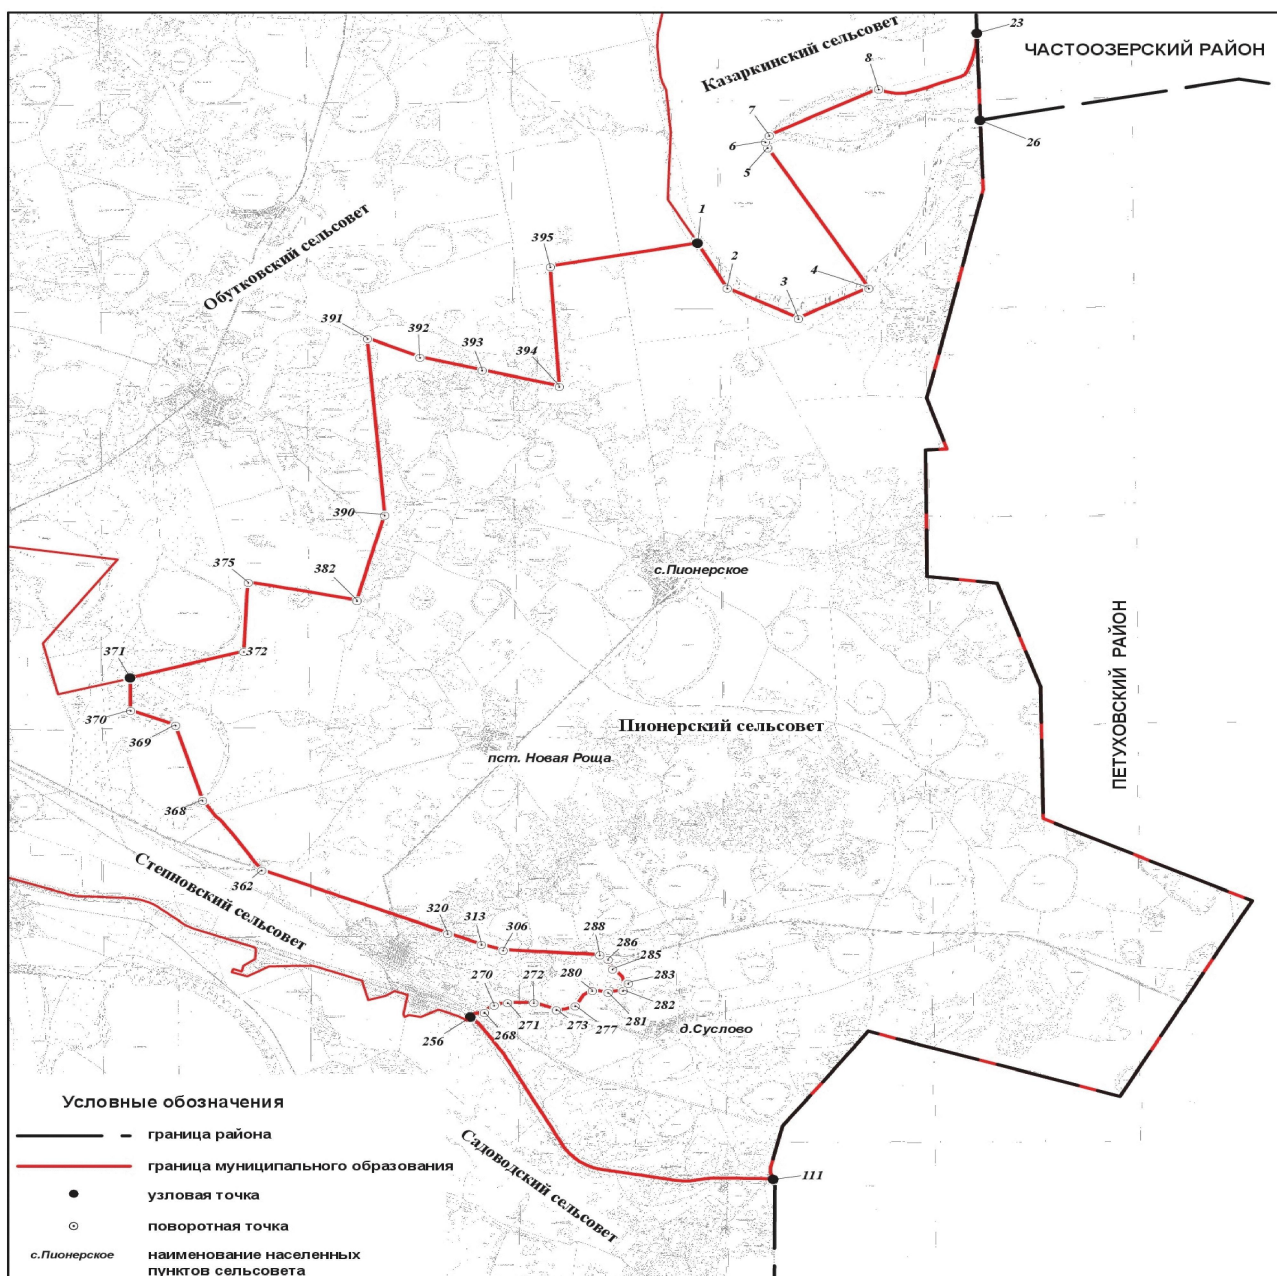 23
ЧАСТООЗЕРСКИЙ РАЙОН
Казаркинский сельсовет
8
7
6
5
26
1
2
3
4
395
Обутковский сельсовет
391
392
393
394
390
с.Пионерское
375
382
371
372
370
369
Пионерский сельсовет
ПЕТУХОВСКИЙ РАЙОН
пст. Новая Роща
368
362
Степновский сельсовет
320
313
306
288
286
285
283
282
281
280
277
273
272
271
270
268
256
д.Суслово
Садоводский сельсовет
111
Условные обозначения
граница района
граница муниципального образования
узловая точка
поворотная точка
с.Пионерское наименование населенных
пунктов сельсовета